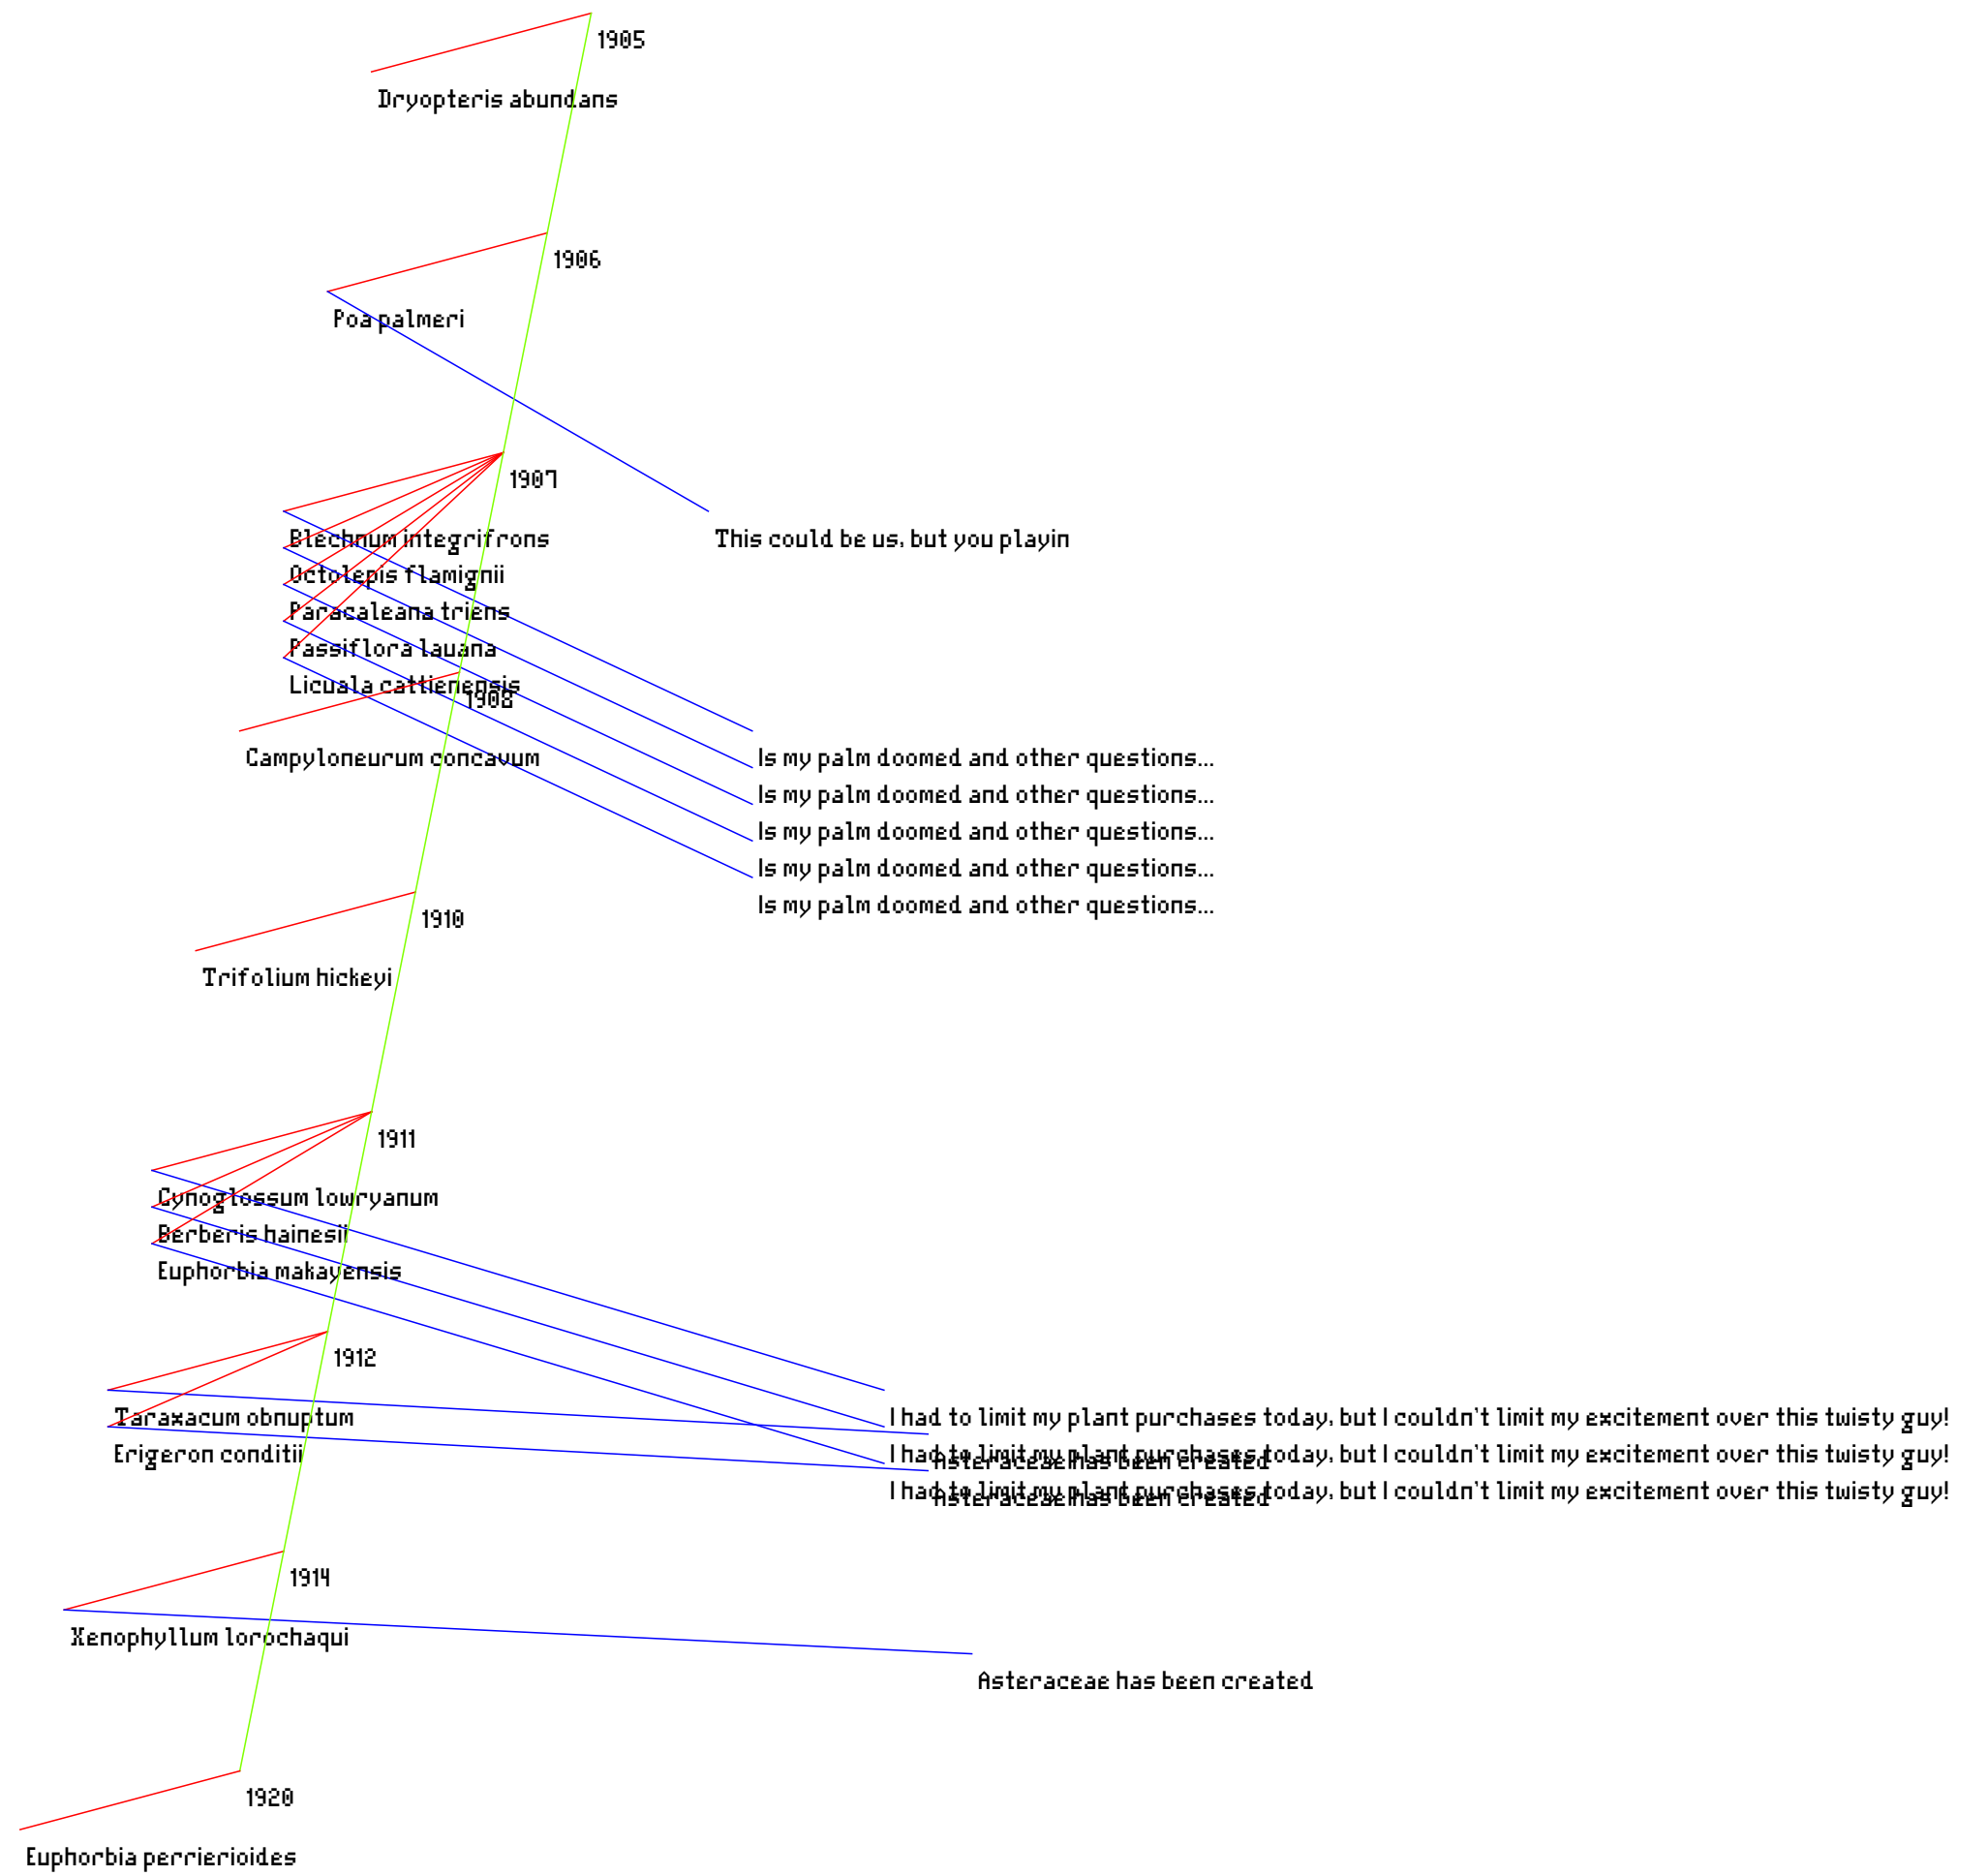 1905
Dryopteris abundans
1906
Poa palmeri
1907
Blechnum integrifrons
This could be us, but you playin
Octolepis flamignii
Paracaleana triens
Passiflora lauana
Licuala cattienensis
1908
Campyloneurum concavum
Is my palm doomed and other questions...
Is my palm doomed and other questions...
Is my palm doomed and other questions...
Is my palm doomed and other questions...
Is my palm doomed and other questions...
1910
Trifolium hickeyi
1911
Cynoglossum lowryanum
Berberis hainesii
Euphorbia makayensis
1912
Taraxacum obnuptum
I had to limit my plant purchases today, but I couldn't limit my excitement over this twisty guy!
Erigeron conditii
I had to limit my plant purchases today, but I couldn't limit my excitement over this twisty guy!
Asteraceae has been created
I had to limit my plant purchases today, but I couldn't limit my excitement over this twisty guy!
Asteraceae has been created
1914
Xenophyllum lorochaqui
Asteraceae has been created
1920
Euphorbia perrierioides